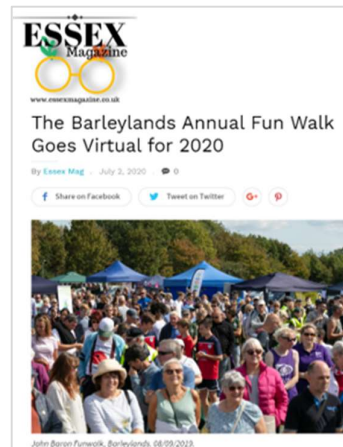 ESSEX
Magazine
www.essexmagazine.co.uk
The Barleylands Annual Fun Walk
Goes Virtual for 2020
By Essex Mag . July 2, 2020 . 0
f Share on Facebook Tweet on Twitter G+
John Baron Funwalk, Barleylands. 08/09/2019.